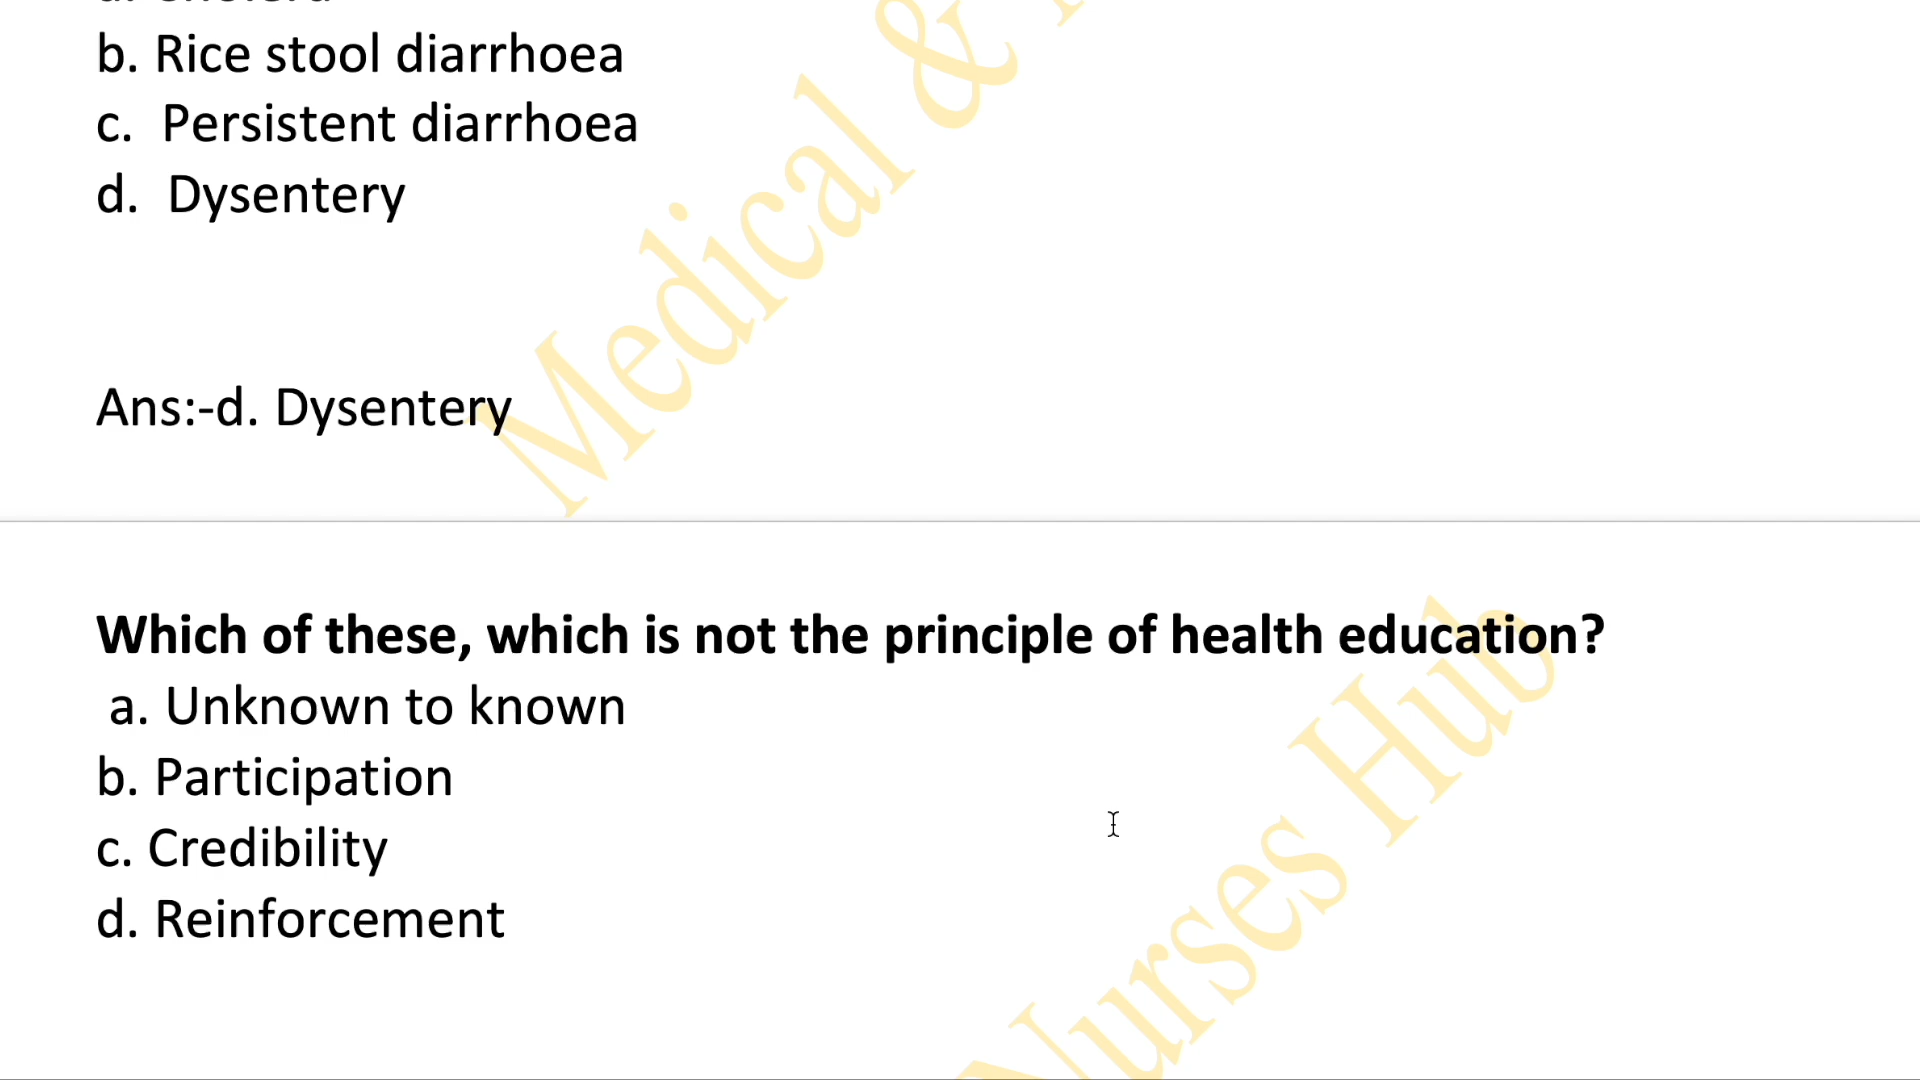 b. Rice stool diarrhoea
c. Persistent diarrhoea
d. Dysentery
Ans:-d. Dysentery
Medical &
Which of these, which is not the principle of health education?
a. Unknown to known
b. Participation
c. Credibility
d. Reinforcement
Nurses Hub